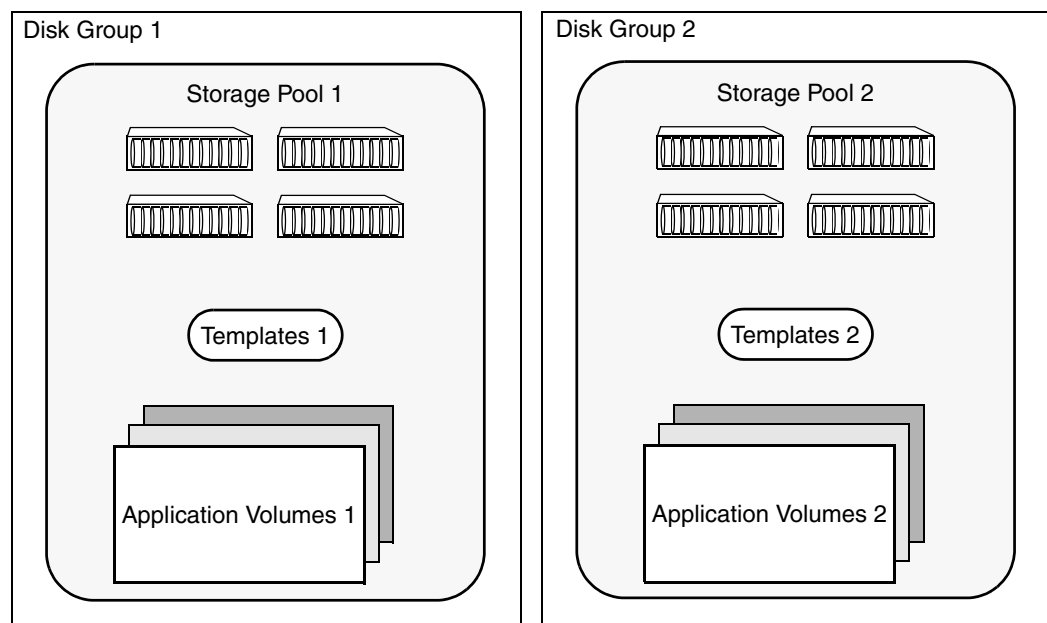 Disk Group 1
Storage Pool 1
Templates 1
Application Volumes 1
Disk Group 2
Storage Pool 2
Templates 2
Application Volumes 2